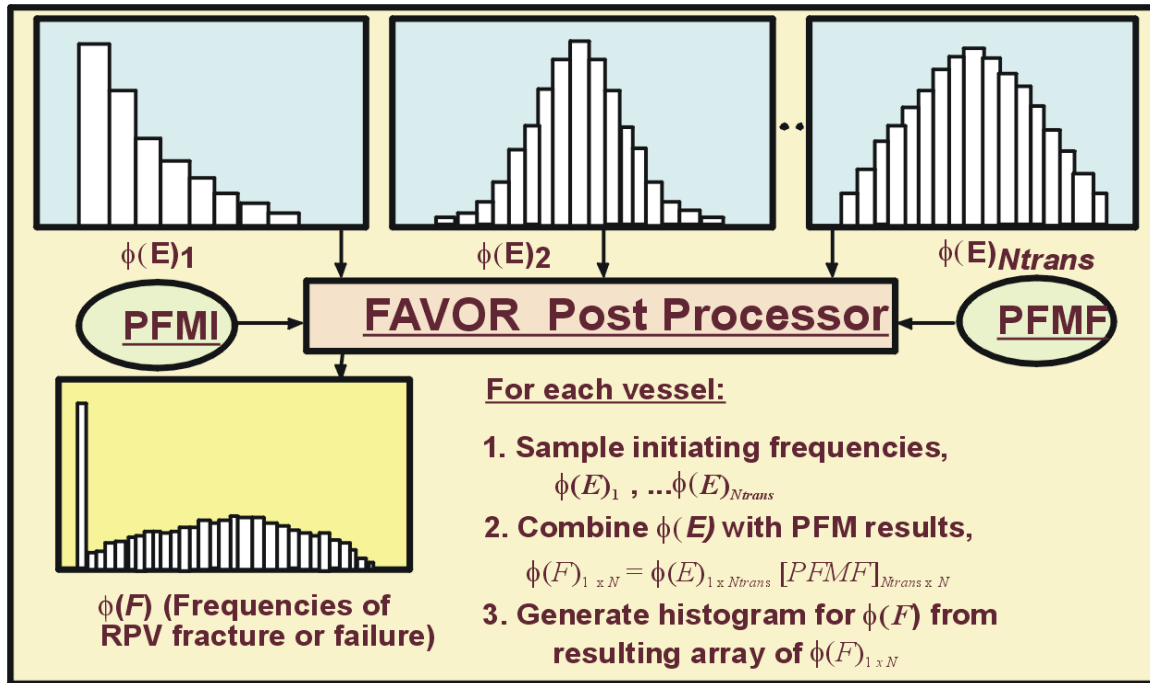 ϕ(E)1
ϕ(E)2
ϕ(E)Ntrans
PFMI
FAVOR Post Processor
PFMF
For each vessel:
1. Sample initiating frequencies,
ϕ(E)1 , ...ϕ(E)Ntrans
2. Combine ϕ(E) with PFM results,
ϕ(F)1 x N = ϕ(E)1 x Ntrans [PFMF]Ntrans x N
3. Generate histogram for ϕ(F) from
resulting array of ϕ(F)1 x N
ϕ(F) (Frequencies of
RPV fracture or failure)